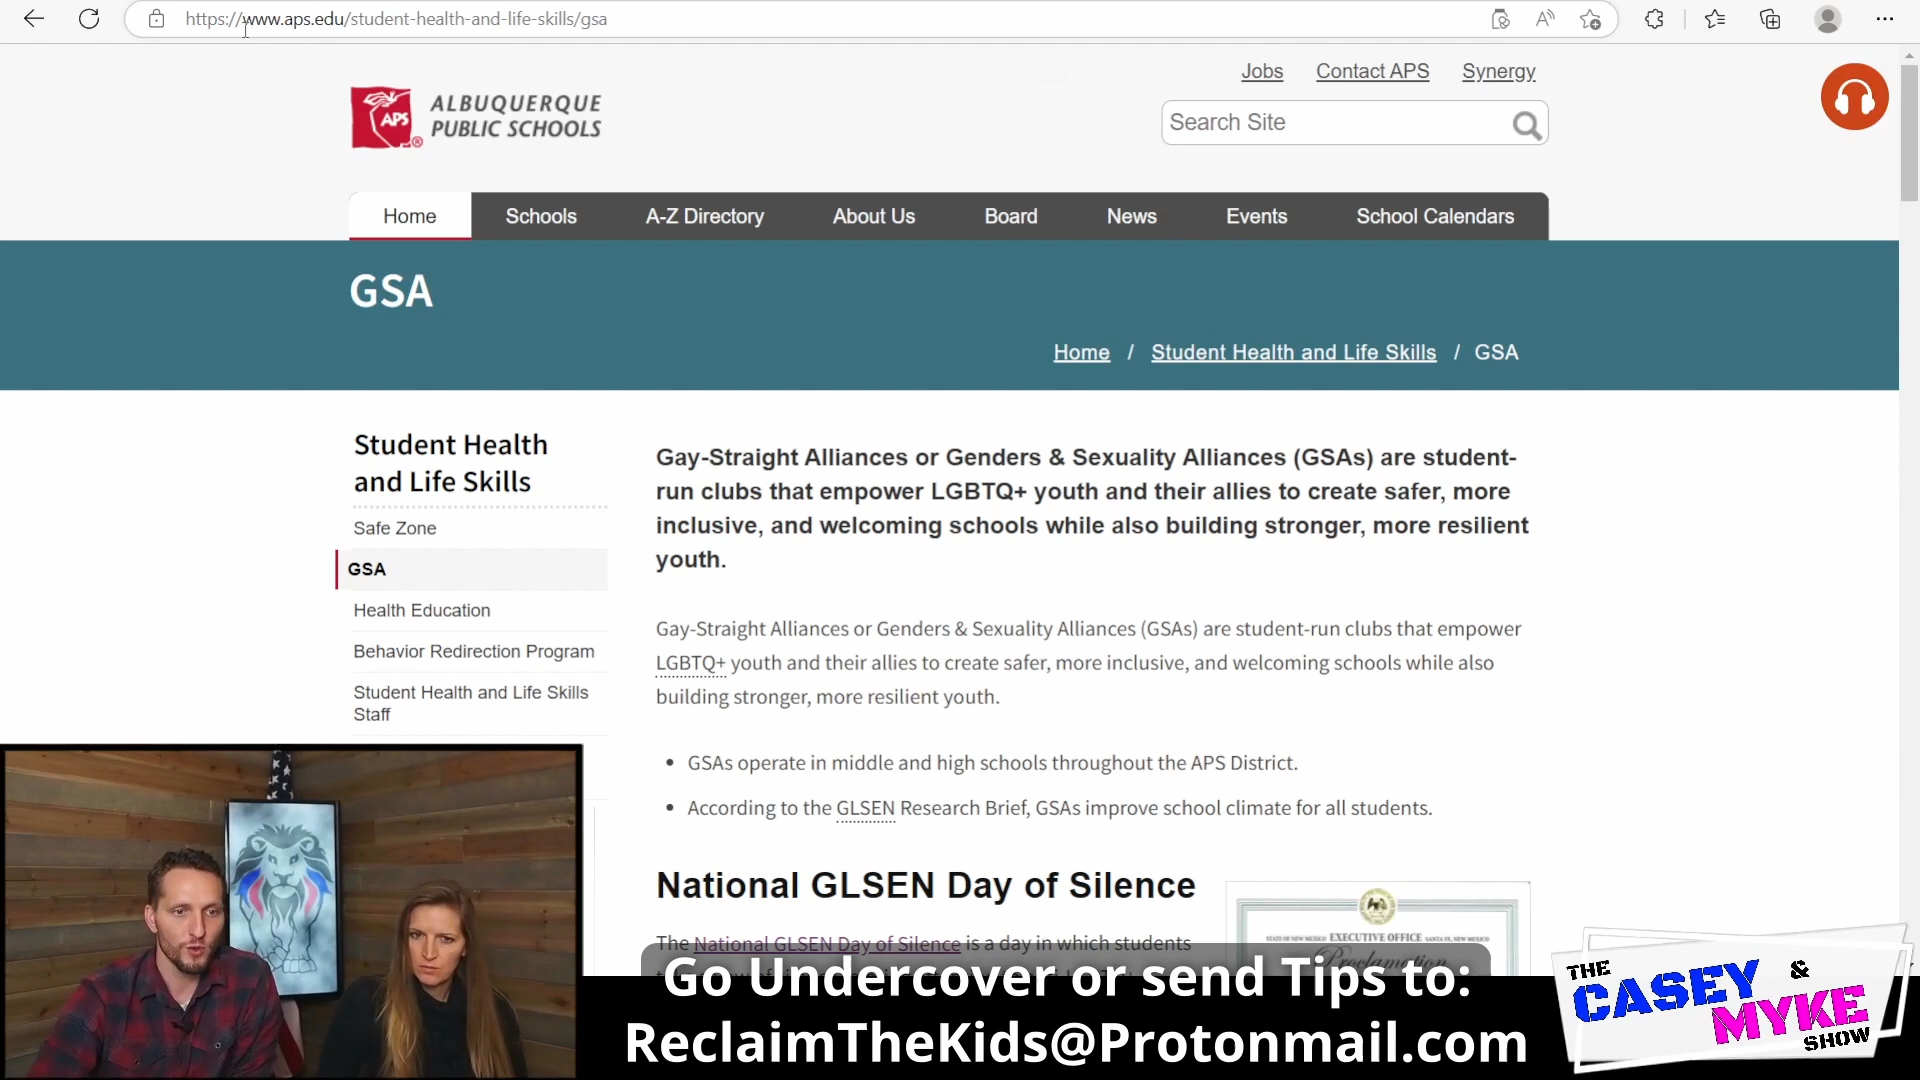 https://www.aps.edu/student-health-and-life-skills/gsa
Jobs Contact APS Synergy
APS
ALBUQUERQUE
PUBLIC SCHOOLS
Search Site
Home Schools A-Z Directory About Us Board News Events School Calendars
GSA
Home / Student Health and Life Skills / GSA
Student Health
and Life Skills
Safe Zone
GSA
Health Education
Behavior Redirection Program
Student Health and Life Skills
Staff
Gay-Straight Alliances or Genders & Sexuality Alliances (GSAs) are student-
run clubs that empower LGBTQ+ youth and their allies to create safer, more
inclusive, and welcoming schools while also building stronger, more resilient
youth.
Gay-Straight Alliances or Genders & Sexuality Alliances (GSAs) are student-run clubs that empower
LGBTQ+ youth and their allies to create safer, more inclusive, and welcoming schools while also
building stronger, more resilient youth.
• GSAs operate in middle and high schools throughout the APS District.
• According to the GLSEN Research Brief, GSAs improve school climate for all students.
National GLSEN Day of Silence
The National GLSEN Day of Silence is a day in which students
STATE OF NEW MEXICO EXECUTIVE OFFICE SANTA FE, NEW MEXICO
Proclamation
Go Undercover or send Tips to:
ReclaimTheKids@Protonmail.com
THE
CASEY &
MYKE
SHOW